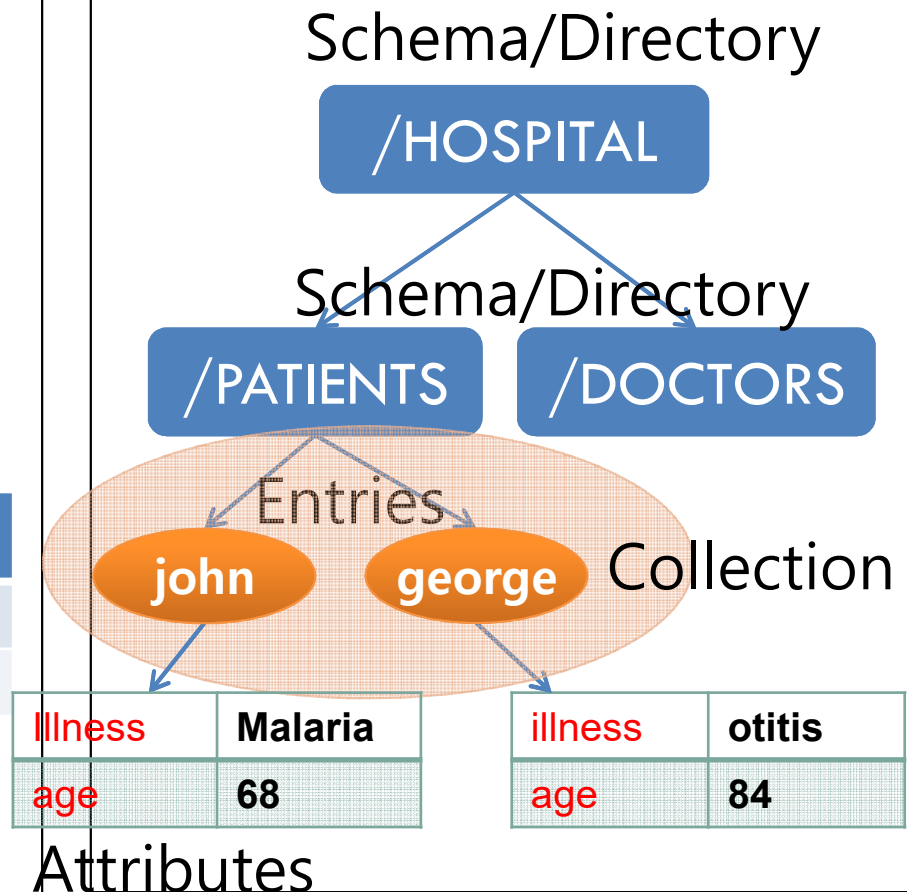 Schema/Directory
/HOSPITAL
Schema/Directory
/PATIENTS /DOCTORS
Entries
john george Collection
Illness Malaria illness otitis
age 68 age 84
Attributes